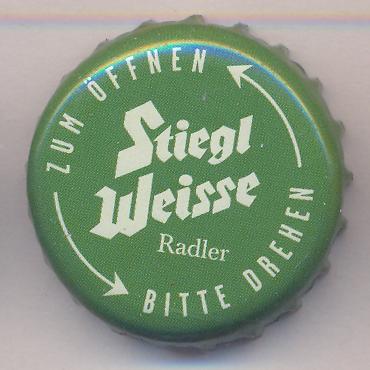 ZUM ÖFFNEN
Stiegl
Weisse
Radler
BITTE DREHEN